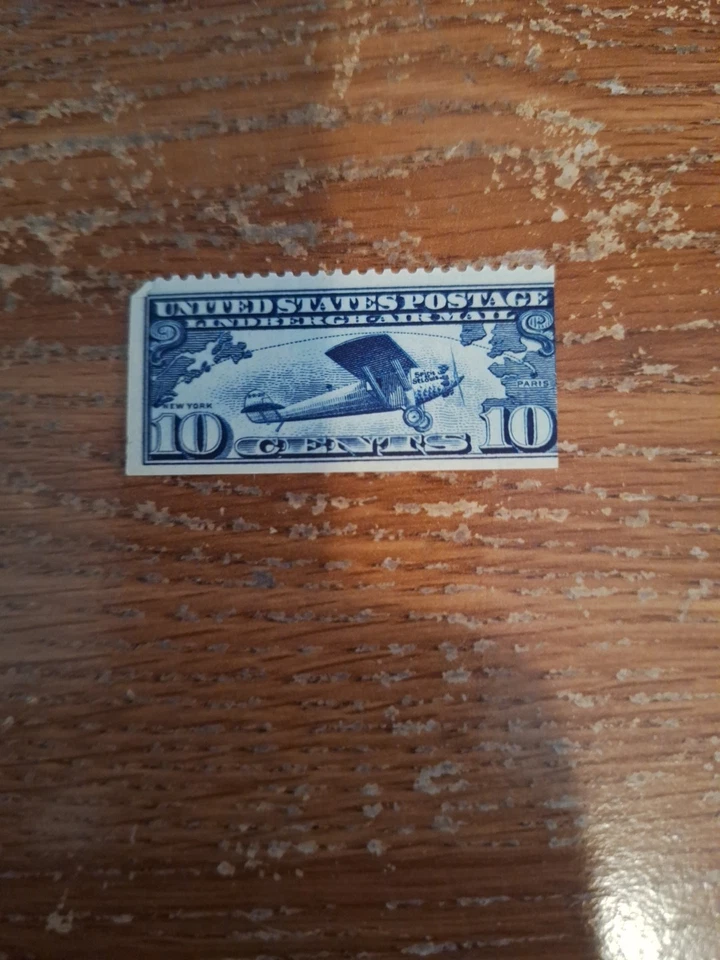 UNITED STATES POSTAGE
LINDBERGH AIR MAIL
NEW YORK
PARIS
10 CENTS 10